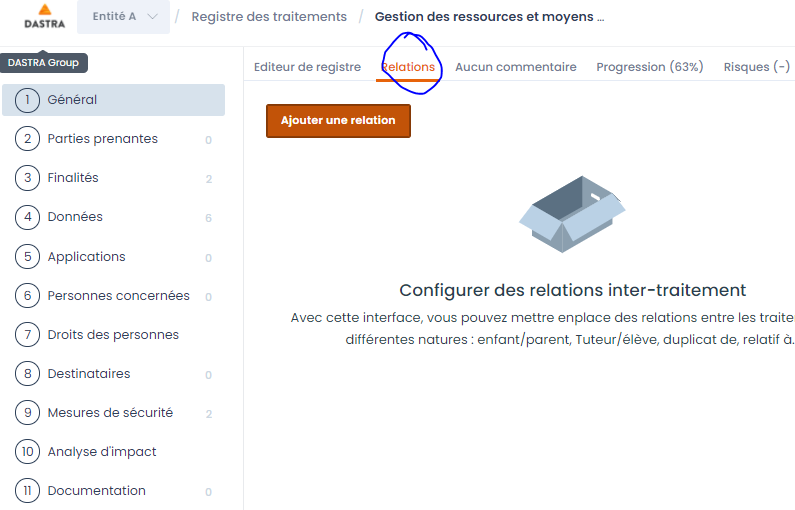 DASTRA
Entité A / Registre des traitements / Gestion des ressources et moyens ...
DASTRA Group
Editeur de registre Relations Aucun commentaire Progression (63%) Risques (-)
1 Général
2 Parties prenantes 0
3 Finalités 2
4 Données 6
5 Applications 0
6 Personnes concernées 0
7 Droits des personnes
8 Destinataires 0
9 Mesures de sécurité 2
10 Analyse d'impact
11 Documentation 0
Ajouter une relation
Configurer des relations inter-traitement
Avec cette interface, vous pouvez mettre enplace des relations entre les traite
différentes natures : enfant/parent, Tuteur/élève, duplicat de, relatif à.